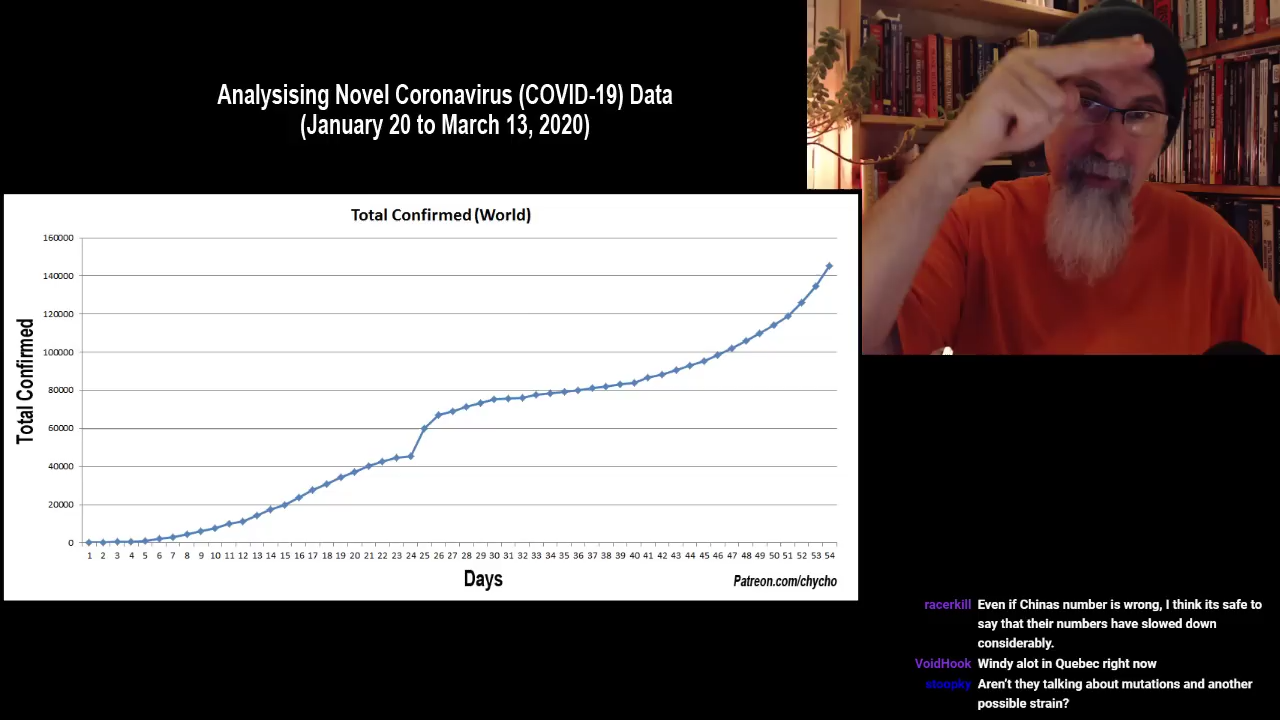 Analysising Novel Coronavirus (COVID-19) Data
(January 20 to March 13, 2020)
Total Confirmed (World)
Total Confirmed
160000
140000
120000
100000
80000
60000
40000
20000
0
1 2 3 4 5 6 7 8 9 10 11 12 13 14 15 16 17 18 19 20 21 22 23 24 25 26 27 28 29 30 31 32 33 34 35 36 37 38 39 40 41 42 43 44 45 46 47 48 49 50 51 52 53 54
Days
Patreon.com/chycho
racerkill Even if Chinas number is wrong, I think its safe to
say that their numbers have slowed down
considerably.
VoidHook Windy alot in Quebec right now
stoopky Aren't they talking about mutations and another
possible strain?